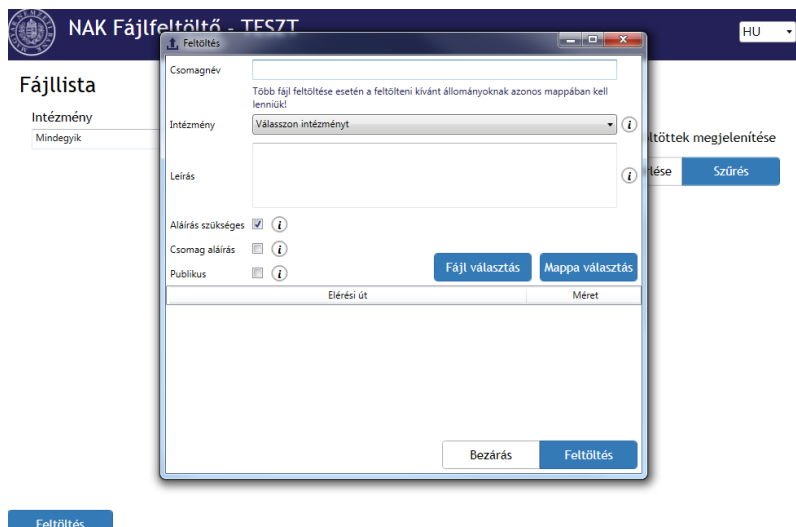 NAK Fájlfeltöltő - TESZT
HU
Feltöltés
Fájllista
Intézmény
Mindegyik
Csomagnév
Több fájl feltöltése esetén a feltölteni kívánt állományoknak azonos mappában kell
lenniük!
Intézmény
Válasszon intézményt
Leírás
Aláírás szükséges
Csomag aláírás
Publikus
Fájl választás
Mappa választás
Elérési út
Méret
Bezárás
Feltöltés
megjelenítése
Szűrés
Feltöltés